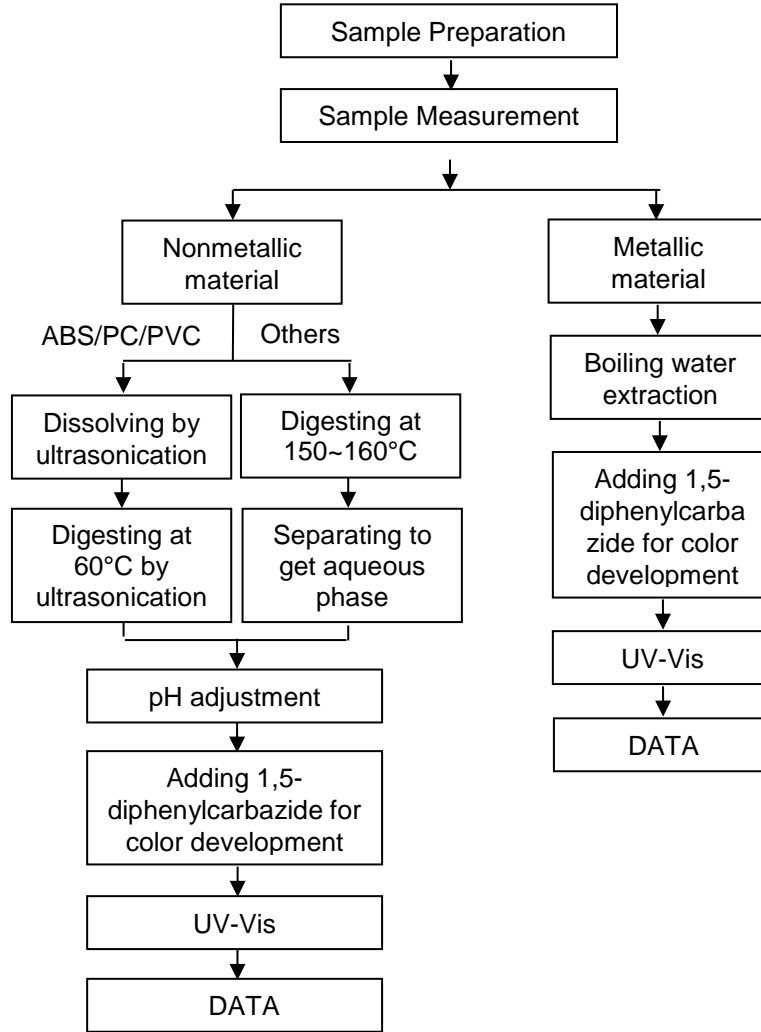 Sample Preparation
Sample Measurement
Nonmetallic
material
Metallic
material
ABS/PC/PVC
Others
Boiling water
extraction
Dissolving by
ultrasonication
Digesting at
150~160°C
Adding 1,5-
diphenylcarba
zide for color
development
Digesting at
60°C by
ultrasonication
Separating to
get aqueous
phase
UV-Vis
pH adjustment
DATA
Adding 1,5-
diphenylcarbazide for
color development
UV-Vis
DATA